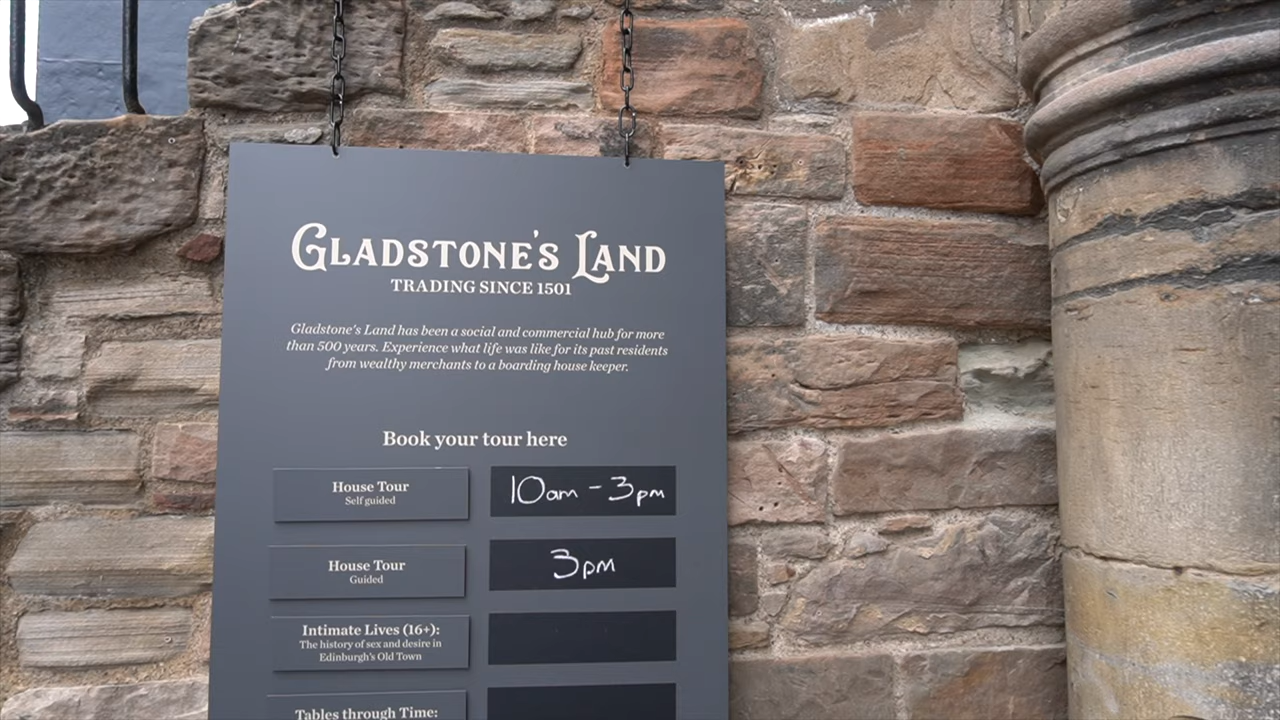 GLADSTONE'S LAND
TRADING SINCE 1501
Gladstone's Land has been a social and commercial hub for more
than 500 years. Experience what life was like for its past residents
from wealthy merchants to a boarding house keeper.
Book your tour here
House Tour
Self guided
10am - 3pm
House Tour
Guided
3pm
Intimate Lives (16+):
The history of sex and desire in
Edinburgh's Old Town
Tables through Time: